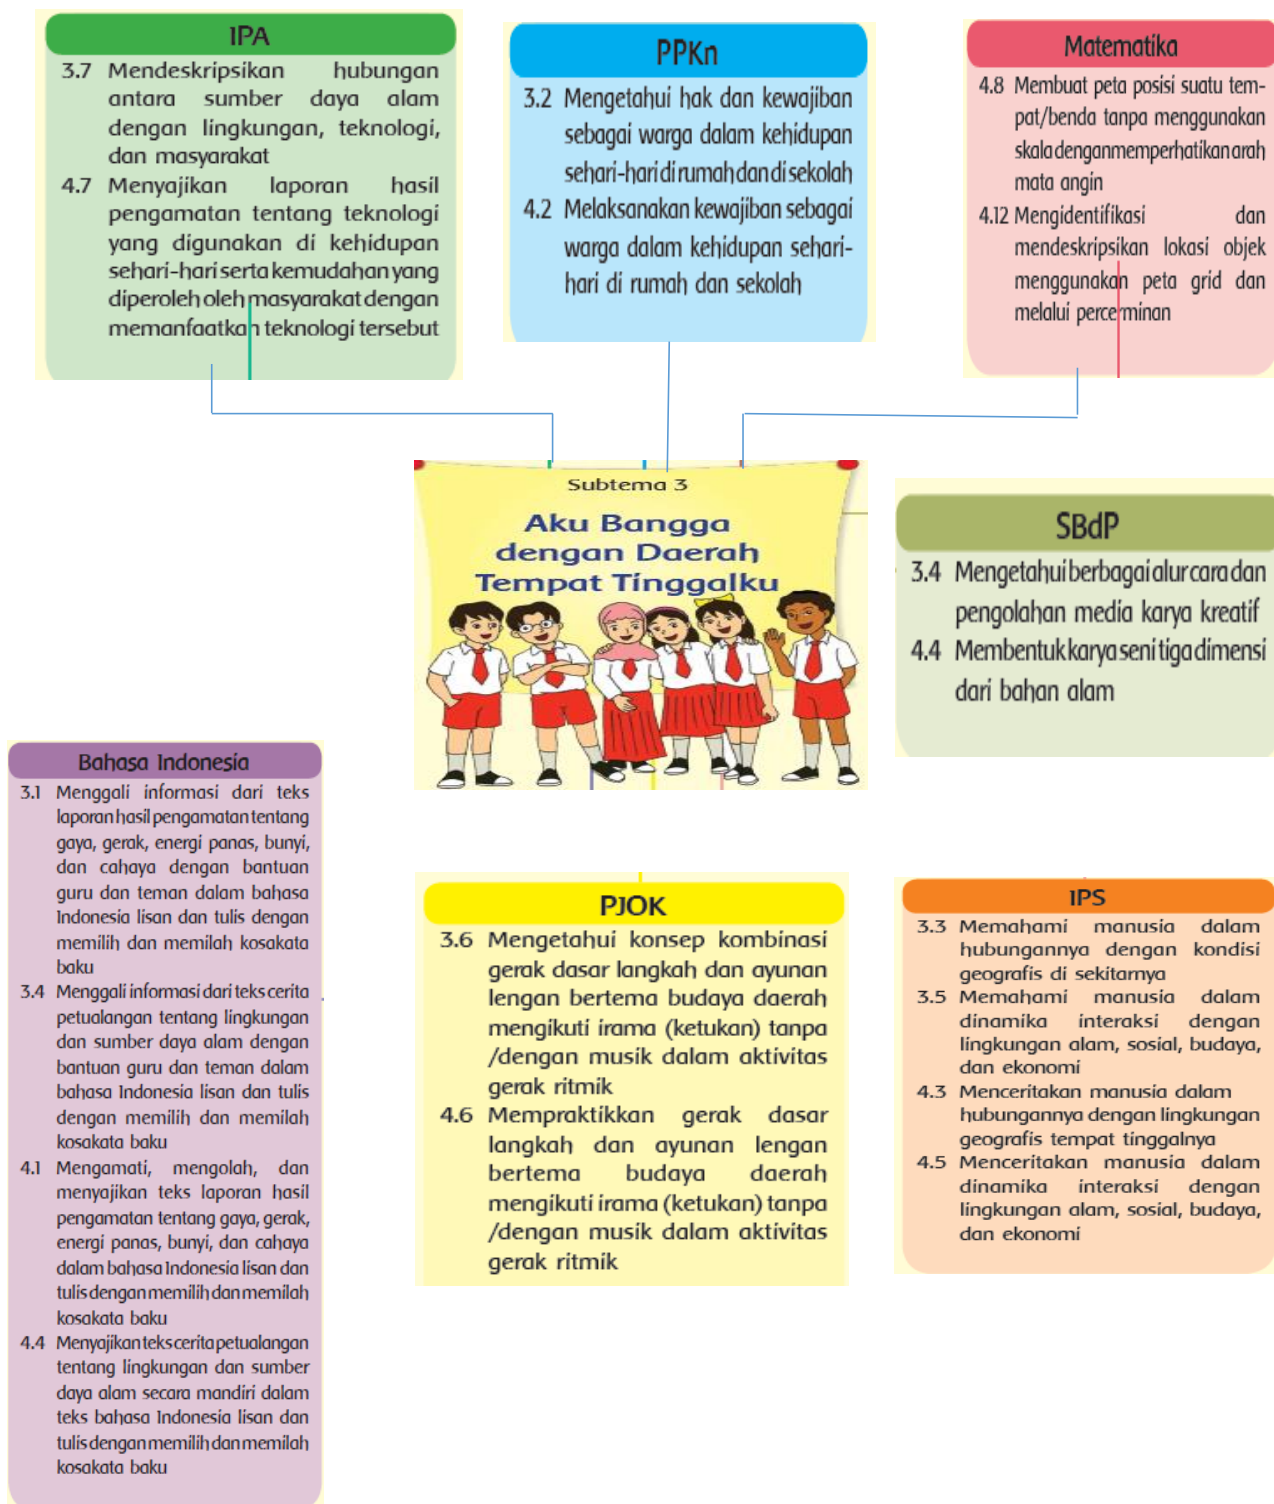 IPA
3.7 Mendeskripsikan hubungan
antara sumber daya alam
dengan lingkungan, teknologi,
dan masyarakat
4.7 Menyajikan laporan hasil
pengamatan tentang teknologi
yang digunakan di kehidupan
sehari-hari serta kemudahan yang
diperoleh oleh masyarakat dengan
memanfaatkan teknologi tersebut
PPKn
3.2 Mengetahui hak dan kewajiban
sebagai warga dalam kehidupan
sehari-hari di rumah dan di sekolah
4.2 Melaksanakan kewajiban sebagai
warga dalam kehidupan sehari-
hari di rumah dan sekolah
Matematika
4.8 Membuat peta posisi suatu tem-
pat/benda tanpa menggunakan
skala dengan memperhatikan arah
mata angin
4.12 Mengidentifikasi dan
mendeskripsikan lokasi objek
menggunakan peta grid dan
melalui percerminan
Subtema 3
Aku Bangga
dengan Daerah
Tempat Tinggalku
SBdP
3.4 Mengetahui berbagai alur cara dan
pengolahan media karya kreatif
4.4 Membentuk karya seni tiga dimensi
dari bahan alam
Bahasa Indonesia
3.1 Menggali informasi dari teks
laporan hasil pengamatan tentang
gaya, gerak, energi panas, bunyi,
dan cahaya dengan bantuan
guru dan teman dalam bahasa
Indonesia lisan dan tulis dengan
memilih dan memilah kosakata
baku
3.4 Menggali informasi dari teks cerita
petualangan tentang lingkungan
dan sumber daya alam dengan
bantuan guru dan teman dalam
bahasa Indonesia lisan dan tulis
dengan memilih dan memilah
kosakata baku
4.1 Mengamati, mengolah, dan
menyajikan teks laporan hasil
pengamatan tentang gaya, gerak,
energi panas, bunyi, dan cahaya
dalam bahasa Indonesia lisan dan
tulis dengan memilih dan memilah
kosakata baku
4.4 Menyajikan teks cerita petualangan
tentang lingkungan dan sumber
daya alam secara mandiri dalam
teks bahasa Indonesia lisan dan
tulis dengan memilih dan memilah
kosakata baku
PJOK
3.6 Mengetahui konsep kombinasi
gerak dasar langkah dan ayunan
lengan bertema budaya daerah
mengikuti irama (ketukan) tanpa
/dengan musik dalam aktivitas
gerak ritmik
4.6 Mempraktikkan gerak dasar
langkah dan ayunan lengan
bertema budaya daerah
mengikuti irama (ketukan) tanpa
/dengan musik dalam aktivitas
gerak ritmik
IPS
3.3 Memahami manusia dalam
hubungannya dengan kondisi
geografis di sekitarnya
3.5 Memahami manusia dalam
dinamika interaksi dengan
lingkungan alam, sosial, budaya,
dan ekonomi
4.3 Menceritakan manusia dalam
hubungannya dengan lingkungan
geografis tempat tinggalnya
4.5 Menceritakan manusia dalam
dinamika interaksi dengan
lingkungan alam, sosial, budaya,
dan ekonomi